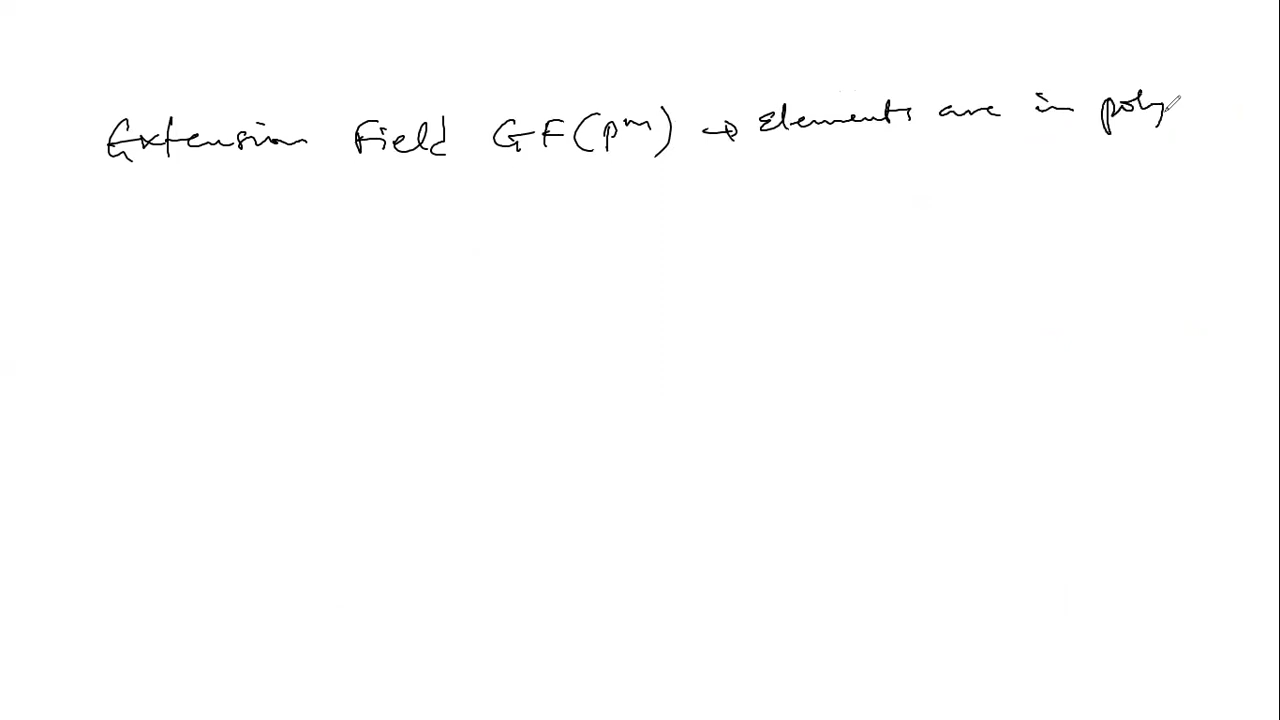 Extension Field GF(p^m) → Elements are in poly